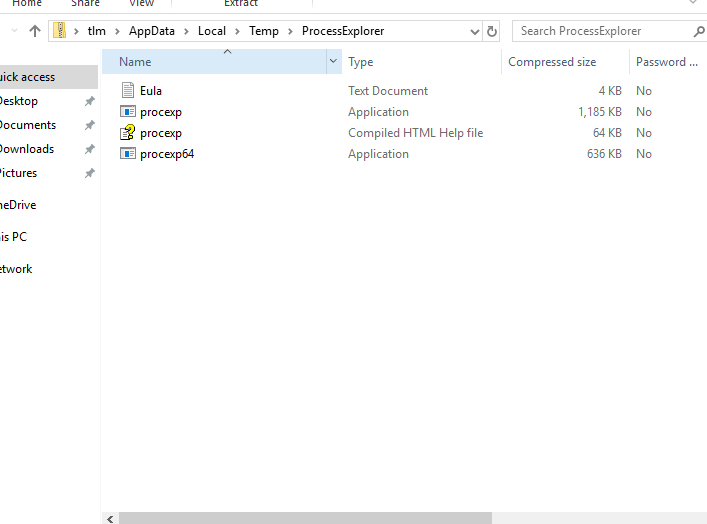 Home Share View Extract
tlm AppData Local Temp ProcessExplorer Search ProcessExplorer
uick access
Desktop
Documents
Downloads
Pictures
neDrive
is PC
etwork
Name Type Compressed size Password ...
Eula Text Document 4 KB No
procexp Application 1,185 KB No
procexp Compiled HTML Help file 64 KB No
procexp64 Application 636 KB No